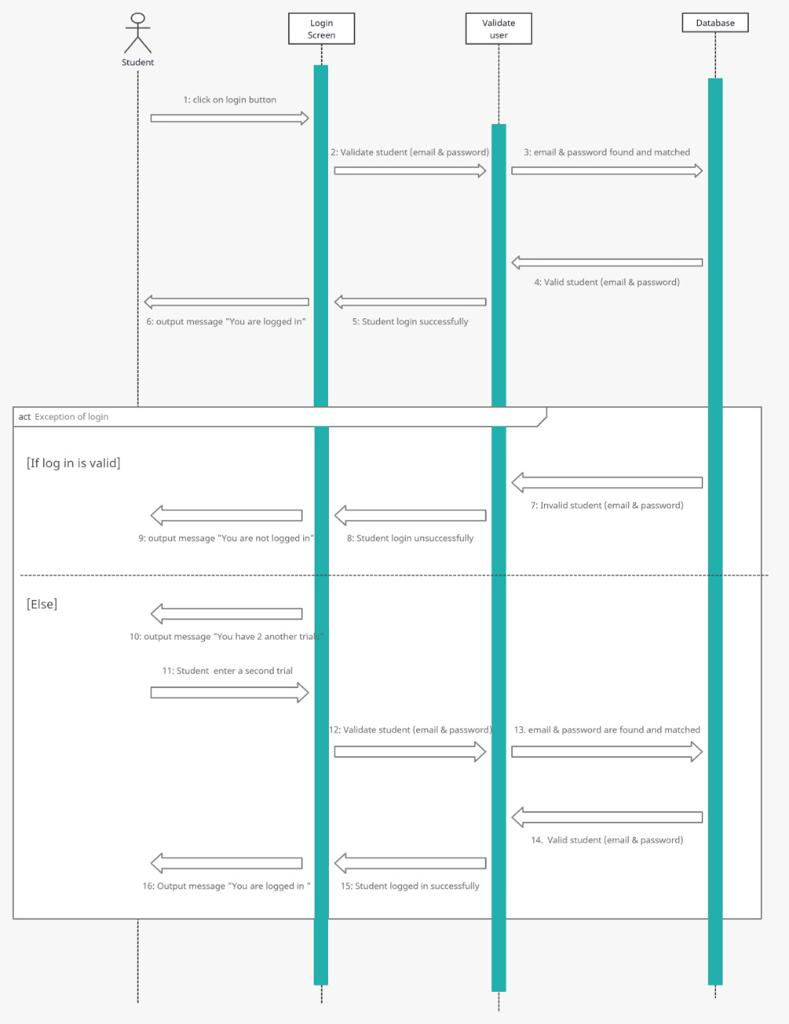 Student
Login
Screen
Validate
user
Database
1: click on login button
2: Validate student (email & password)
3: email & password found and matched
4: Valid student (email & password)
5: Student login successfully
6: output message "You are logged in"
act Exception of login
[If log in is valid]
7: Invalid student (email & password)
8: Student login unsuccessfully
9: output message "You are not logged in"
[Else]
10: output message "You have 2 another trials"
11: Student enter a second trial
12: Validate student (email & password)
13. email & password are found and matched
14. Valid student (email & password)
15: Student logged in successfully
16: Output message "You are logged in "